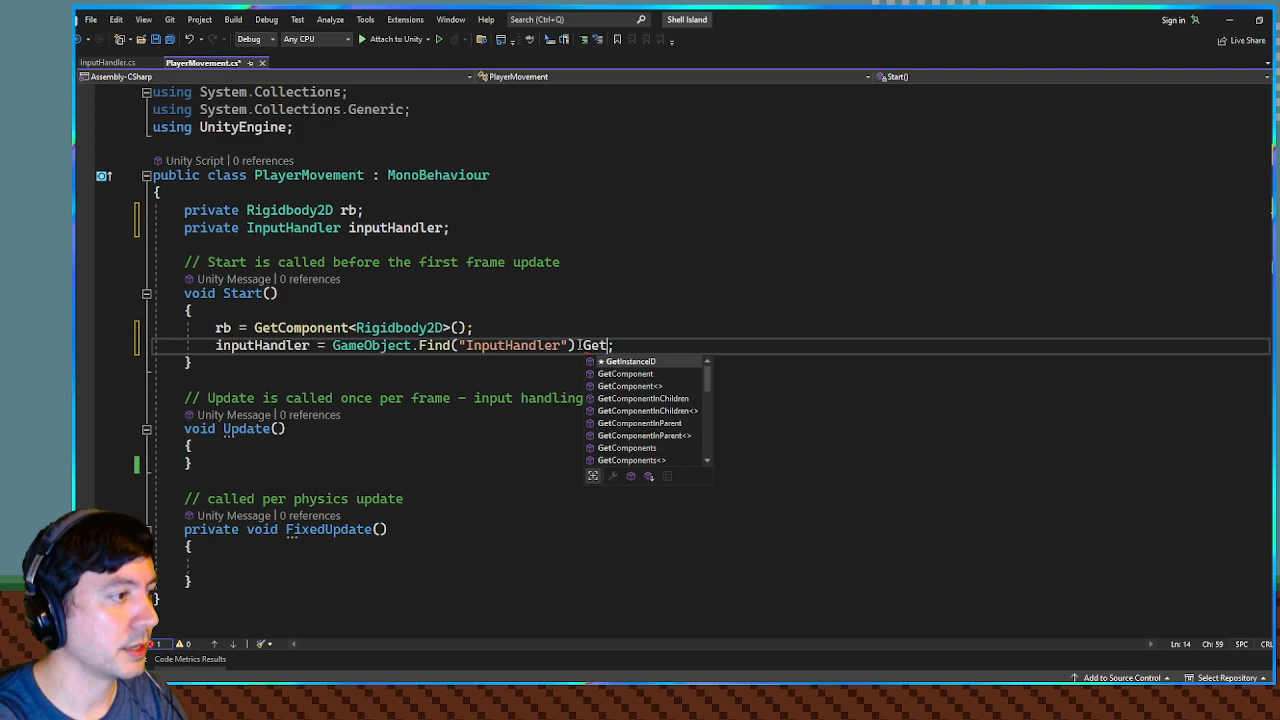 File Edit View Git Project Build Debug Test Analyze Tools Extensions Window Help Search (Ctrl+Q) Shell Island Sign in
Debug Any CPU Attach to Unity Live Share
InputHandler.cs PlayerMovement.cs*
Assembly-CSharp PlayerMovement Start()
using System.Collections;
using System.Collections.Generic;
using UnityEngine;
Unity Script | 0 references
public class PlayerMovement : MonoBehaviour
{
private Rigidbody2D rb;
private InputHandler inputHandler;
// Start is called before the first frame update
Unity Message | 0 references
void Start()
{
rb = GetComponent<Rigidbody2D>();
inputHandler = GameObject.Find("InputHandler").Get;
★ GetInstanceID
GetComponent
GetComponent<>
GetComponentInChildren
GetComponentInChildren<>
GetComponentInParent
GetComponentInParent<>
GetComponents
GetComponents<>
}
// Update is called once per frame - input handling
Unity Message | 0 references
void Update()
{
}
// called per physics update
Unity Message | 0 references
private void FixedUpdate()
{
}
}
1 0 Ln: 14 Ch: 59 SPC CRL
Code Metrics Results
Add to Source Control Select Repository